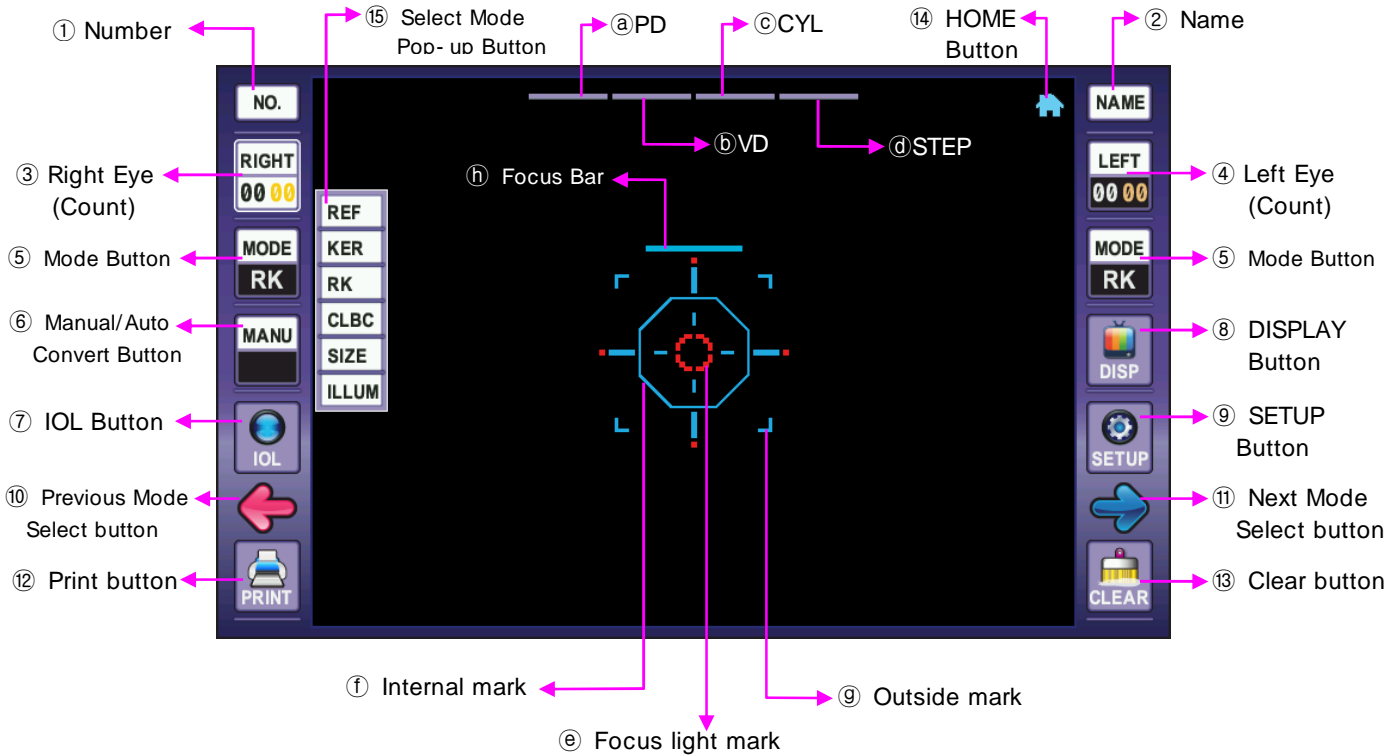 ① Number
⑮ Select Mode
Pop- up Button
ⓐPD
ⓒCYL
⑭ HOME
Button
② Name
NO.
NAME
ⓑVD
ⓓSTEP
③ Right Eye
(Count)
RIGHT
00 00
LEFT
00 00
④ Left Eye
(Count)
ⓗ Focus Bar
REF
KER
RK
CLBC
SIZE
ILLUM
⑤ Mode Button
MODE
RK
MODE
RK
⑤ Mode Button
⑥ Manual/Auto
Convert Button
MANU
DISP
⑧ DISPLAY
Button
⑦ IOL Button
IOL
SETUP
⑨ SETUP
Button
⑩ Previous Mode
Select button
⑪ Next Mode
Select button
⑫ Print button
PRINT
CLEAR
⑬ Clear button
ⓕ Internal mark
ⓖ Outside mark
ⓔ Focus light mark